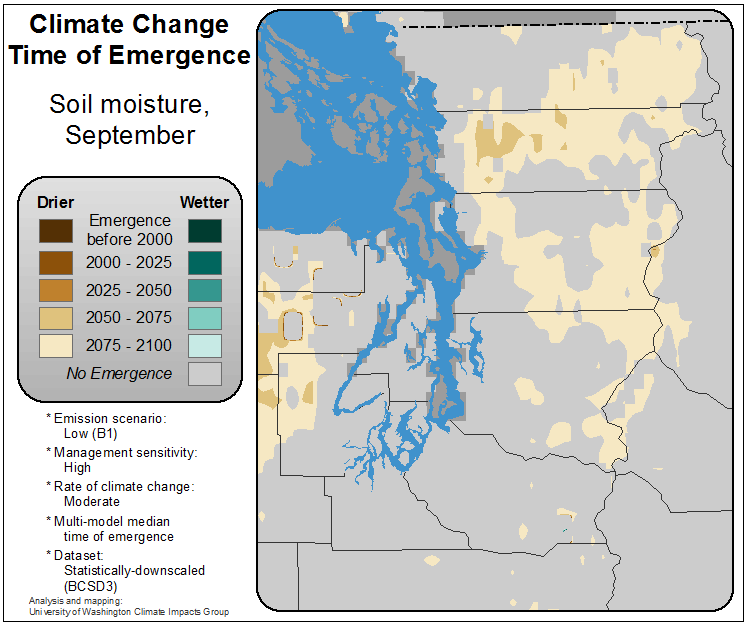 Climate Change
Time of Emergence
Soil moisture,
September
Drier Wetter
Emergence
before 2000
2000 - 2025
2025 - 2050
2050 - 2075
2075 - 2100
No Emergence
* Emission scenario:
Low (B1)
* Management sensitivity:
High
* Rate of climate change:
Moderate
* Multi-model median
time of emergence
* Dataset:
Statistically-downscaled
(BCSD3)
Analysis and mapping:
University of Washington Climate Impacts Group